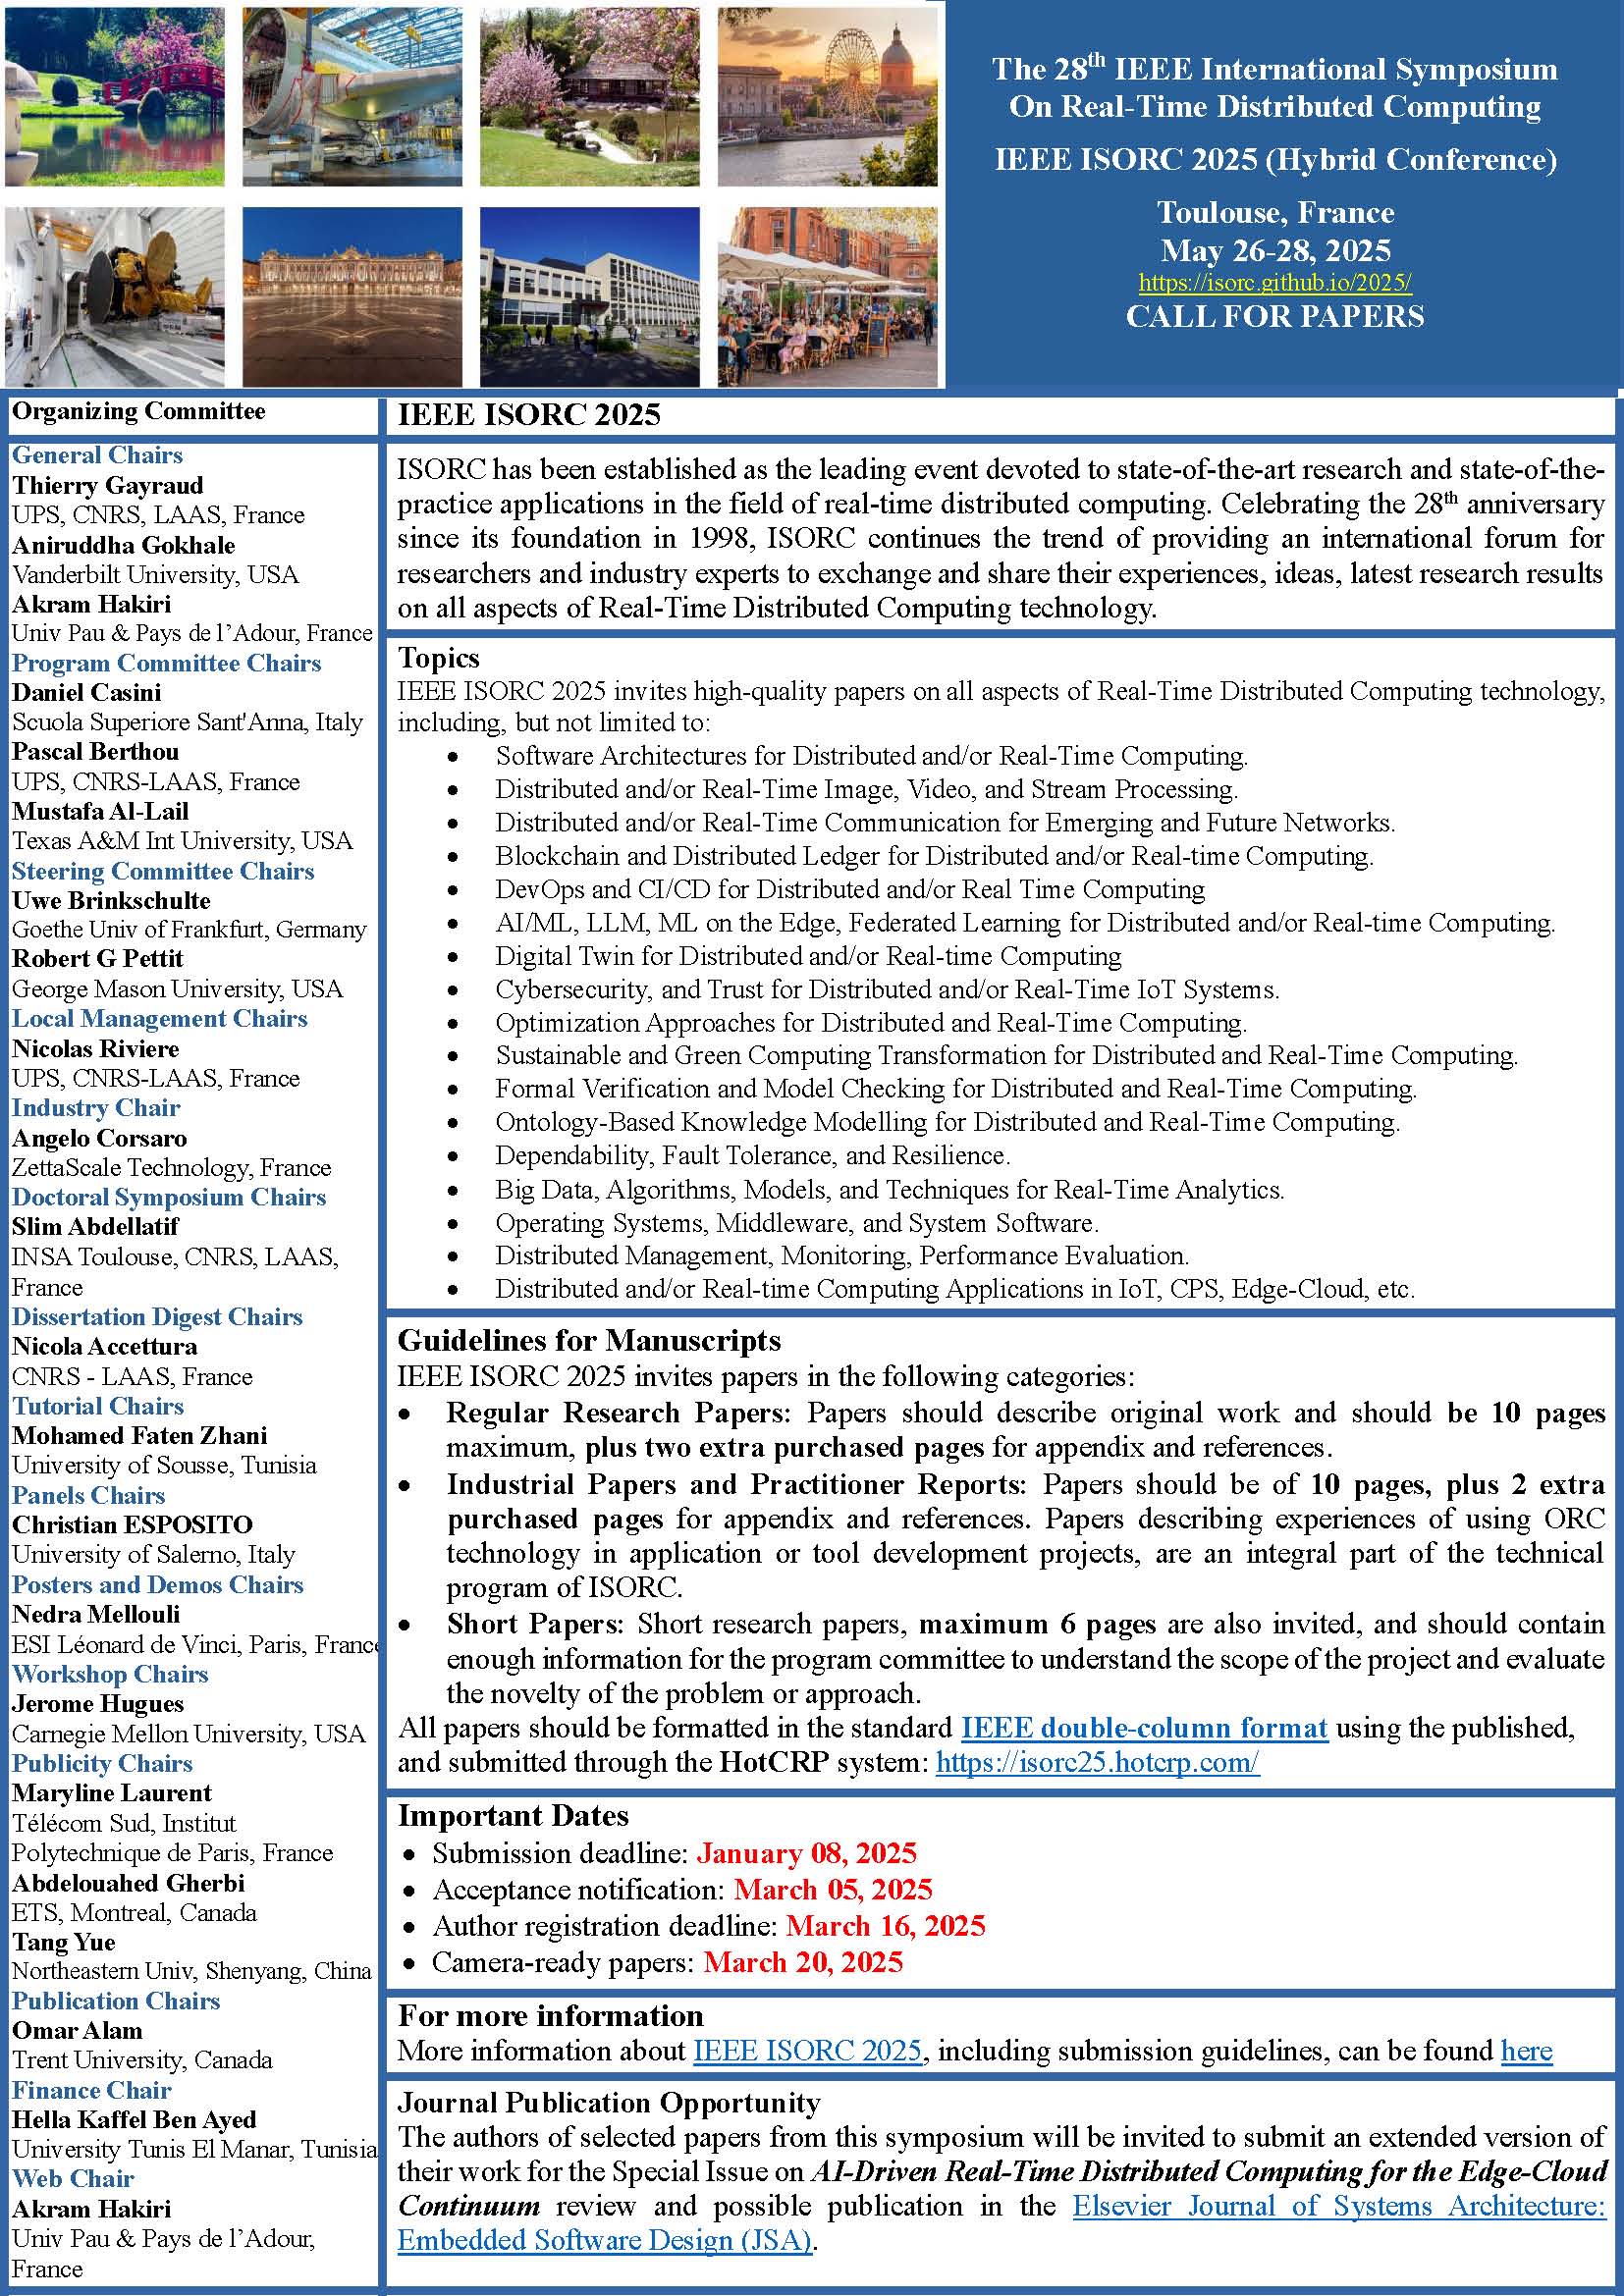 The 28th IEEE International Symposium
On Real-Time Distributed Computing
IEEE ISORC 2025 (Hybrid Conference)
Toulouse, France
May 26-28, 2025
https://isorc.github.io/2025/
CALL FOR PAPERS
Organizing Committee
General Chairs
Thierry Gayraud
UPS, CNRS, LAAS, France
Aniruddha Gokhale
Vanderbilt University, USA
Akram Hakiri
Univ Pau & Pays de l’Adour, France
Program Committee Chairs
Daniel Casini
Scuola Superiore Sant'Anna, Italy
Pascal Berthou
UPS, CNRS-LAAS, France
Mustafa Al-Lail
Texas A&M Int University, USA
Steering Committee Chairs
Uwe Brinkschulte
Goethe Univ of Frankfurt, Germany
Robert G Pettit
George Mason University, USA
Local Management Chairs
Nicolas Riviere
UPS, CNRS-LAAS, France
Industry Chair
Angelo Corsaro
ZettaScale Technology, France
Doctoral Symposium Chairs
Slim Abdellatif
INSA Toulouse, CNRS, LAAS,
France
Dissertation Digest Chairs
Nicola Accettura
CNRS - LAAS, France
Tutorial Chairs
Mohamed Faten Zhani
University of Sousse, Tunisia
Panels Chairs
Christian ESPOSITO
University of Salerno, Italy
Posters and Demos Chairs
Nedra Mellouli
ESI Léonard de Vinci, Paris, France
Workshop Chairs
Jerome Hugues
Carnegie Mellon University, USA
Publicity Chairs
Maryline Laurent
Télécom Sud, Institut
Polytechnique de Paris, France
Abdelouahed Gherbi
ETS, Montreal, Canada
Tang Yue
Northeastern Univ, Shenyang, China
Publication Chairs
Omar Alam
Trent University, Canada
Finance Chair
Hella Kaffel Ben Ayed
University Tunis El Manar, Tunisia
Web Chair
Akram Hakiri
Univ Pau & Pays de l’Adour,
France
IEEE ISORC 2025
ISORC has been established as the leading event devoted to state-of-the-art research and state-of-the-
practice applications in the field of real-time distributed computing. Celebrating the 28th anniversary
since its foundation in 1998, ISORC continues the trend of providing an international forum for
researchers and industry experts to exchange and share their experiences, ideas, latest research results
on all aspects of Real-Time Distributed Computing technology.
Topics
IEEE ISORC 2025 invites high-quality papers on all aspects of Real-Time Distributed Computing technology,
including, but not limited to:
• Software Architectures for Distributed and/or Real-Time Computing.
• Distributed and/or Real-Time Image, Video, and Stream Processing.
• Distributed and/or Real-Time Communication for Emerging and Future Networks.
• Blockchain and Distributed Ledger for Distributed and/or Real-time Computing.
• DevOps and CI/CD for Distributed and/or Real Time Computing
• AI/ML, LLM, ML on the Edge, Federated Learning for Distributed and/or Real-time Computing.
• Digital Twin for Distributed and/or Real-time Computing
• Cybersecurity, and Trust for Distributed and/or Real-Time IoT Systems.
• Optimization Approaches for Distributed and Real-Time Computing.
• Sustainable and Green Computing Transformation for Distributed and Real-Time Computing.
• Formal Verification and Model Checking for Distributed and Real-Time Computing.
• Ontology-Based Knowledge Modelling for Distributed and Real-Time Computing.
• Dependability, Fault Tolerance, and Resilience.
• Big Data, Algorithms, Models, and Techniques for Real-Time Analytics.
• Operating Systems, Middleware, and System Software.
• Distributed Management, Monitoring, Performance Evaluation.
• Distributed and/or Real-time Computing Applications in IoT, CPS, Edge-Cloud, etc.
Guidelines for Manuscripts
IEEE ISORC 2025 invites papers in the following categories:
• Regular Research Papers: Papers should describe original work and should be 10 pages
maximum, plus two extra purchased pages for appendix and references.
• Industrial Papers and Practitioner Reports: Papers should be of 10 pages, plus 2 extra
purchased pages for appendix and references. Papers describing experiences of using ORC
technology in application or tool development projects, are an integral part of the technical
program of ISORC.
• Short Papers: Short research papers, maximum 6 pages are also invited, and should contain
enough information for the program committee to understand the scope of the project and evaluate
the novelty of the problem or approach.
All papers should be formatted in the standard IEEE double-column format using the published,
and submitted through the HotCRP system: https://isorc25.hotcrp.com/
Important Dates
• Submission deadline: January 08, 2025
• Acceptance notification: March 05, 2025
• Author registration deadline: March 16, 2025
• Camera-ready papers: March 20, 2025
For more information
More information about IEEE ISORC 2025, including submission guidelines, can be found here
Journal Publication Opportunity
The authors of selected papers from this symposium will be invited to submit an extended version of
their work for the Special Issue on AI-Driven Real-Time Distributed Computing for the Edge-Cloud
Continuum review and possible publication in the Elsevier Journal of Systems Architecture:
Embedded Software Design (JSA).